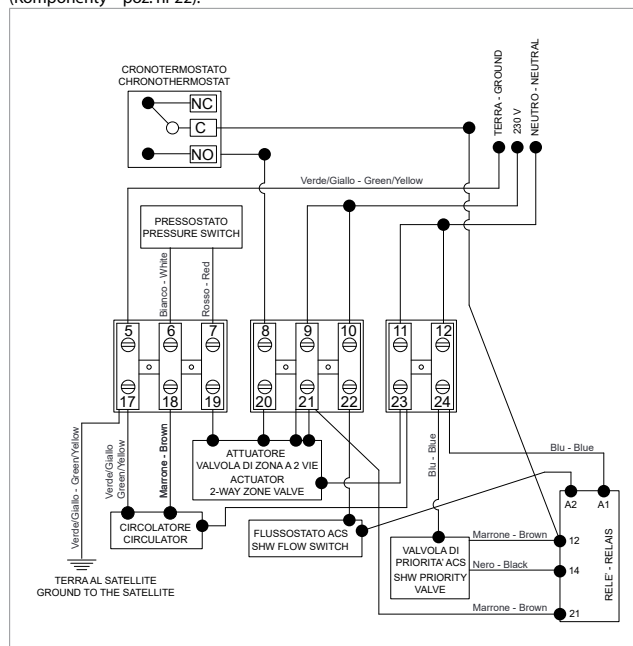 (Komponenty – poz. nr 22).
CRONOTERMOSTATO
CHRONOTHERMOSTAT
NC
C
NO
TERRA - GROUND
230 V
NEUTRO - NEUTRAL
Verde/Giallo - Green/Yellow
PRESSOSTATO
PRESSURE SWITCH
Bianco - White
Rosso - Red
5
6
7
8
9
10
11
12
17
18
19
20
21
22
23
24
Verde/Giallo - Green/Yellow
Verde/Giallo
Green/Yellow
Marrone - Brown
ATTUATORE
VALVOLA DI ZONA A 2 VIE
ACTUATOR
2-WAY ZONE VALVE
Blu - Blue
Blu - Blue
A2
A1
CIRCOLATORE
CIRCULATOR
FLUSSOSTATO ACS
SHW FLOW SWITCH
VALVOLA DI
PRIORITA' ACS
SHW PRIORITY
VALVE
Marrone - Brown
12
Nero - Black
14
Marrone - Brown
21
RELE' - RELAIS
TERRA AL SATELLITE
GROUND TO THE SATELLITE